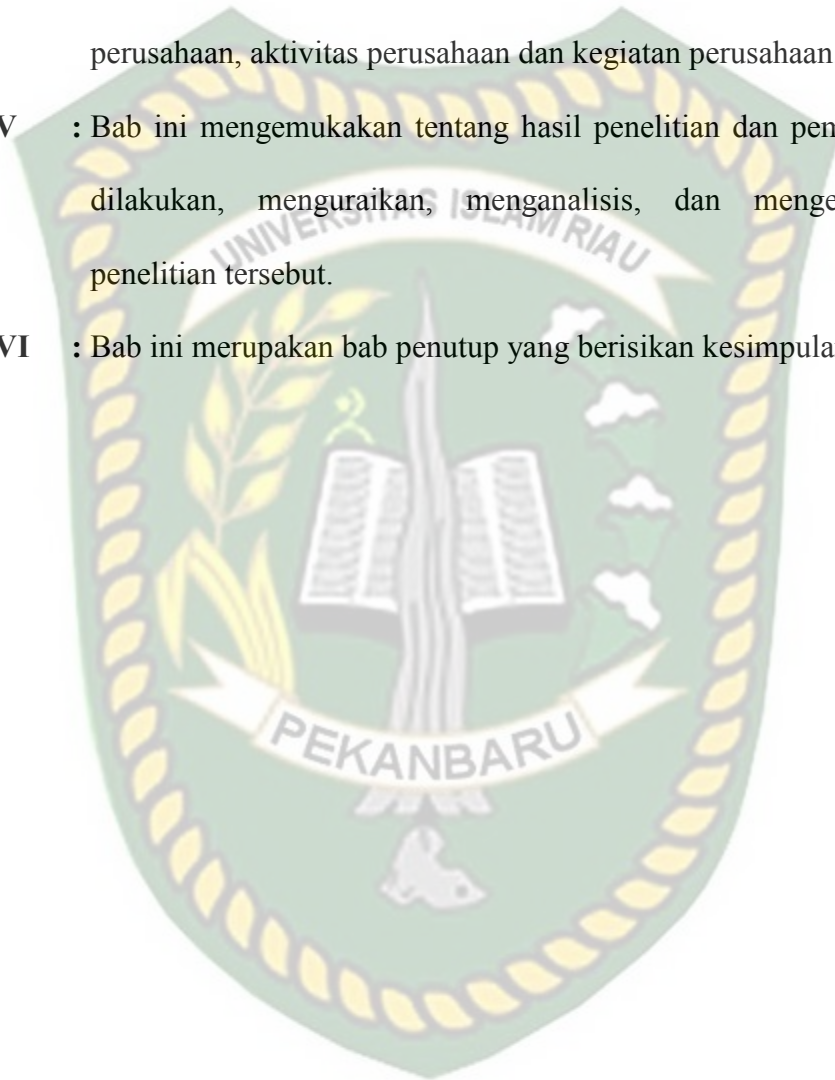 perusahaan, aktivitas perusahaan dan kegiatan perusahaan
V : Bab ini mengemukakan tentang hasil penelitian dan pen
dilakukan, menguraikan, menganalisis, dan menge
penelitian tersebut.
VI : Bab ini merupakan bab penutup yang berisikan kesimpula
UNIVERSITAS ISLAM RIAU
PEKANBARU